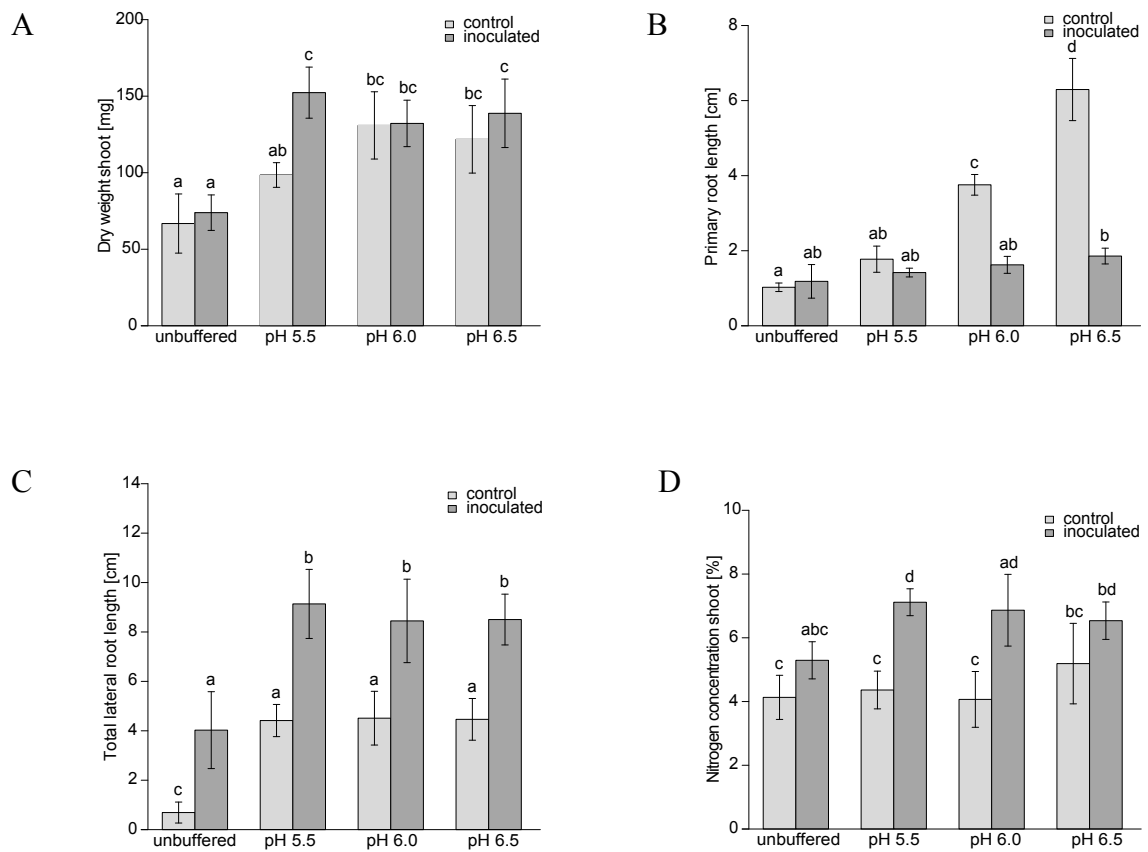 A
Dry weight shoot [mg]
200
150
100
50
0
control
inoculated
a a ab c bc bc bc c
unbuffered pH 5.5 pH 6.0 pH 6.5
B
Primary root length [cm]
8
6
4
2
0
control
inoculated
a ab ab ab c ab d b
unbuffered pH 5.5 pH 6.0 pH 6.5
C
Total lateral root length [cm]
14
12
10
8
6
4
2
0
control
inoculated
c a a b a b a b
unbuffered pH 5.5 pH 6.0 pH 6.5
D
Nitrogen concentration shoot [%]
10
8
6
4
2
0
control
inoculated
c abc c d c ad bc bd
unbuffered pH 5.5 pH 6.0 pH 6.5